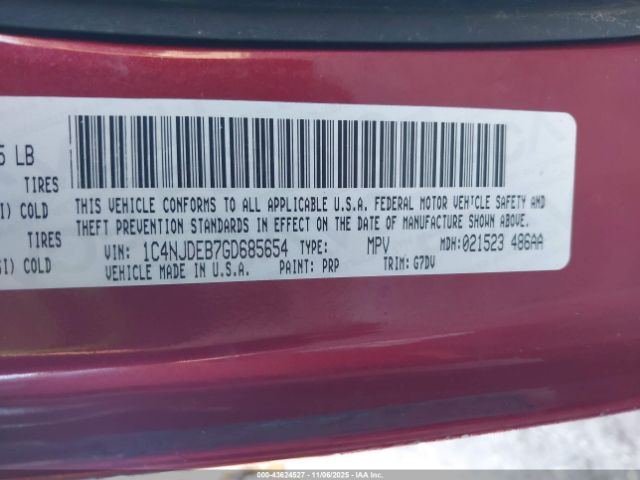 5 LB
TIRES
I) COLD
TIRES
SI) COLD
THIS VEHICLE CONFORMS TO ALL APPLICABLE U.S.A. FEDERAL MOTOR VEHICLE SAFETY AND
THEFT PREVENTION STANDARDS IN EFFECT ON THE DATE OF MANUFACTURE SHOWN ABOVE.
VIN: 1C4NJDEB7GD685654 TYPE: MPV MDH:021523 486AA
VEHICLE MADE IN U.S.A. PAINT: PRP TRIM: G7DV
000-43624527 - 11/06/2025 - IAAI.COM